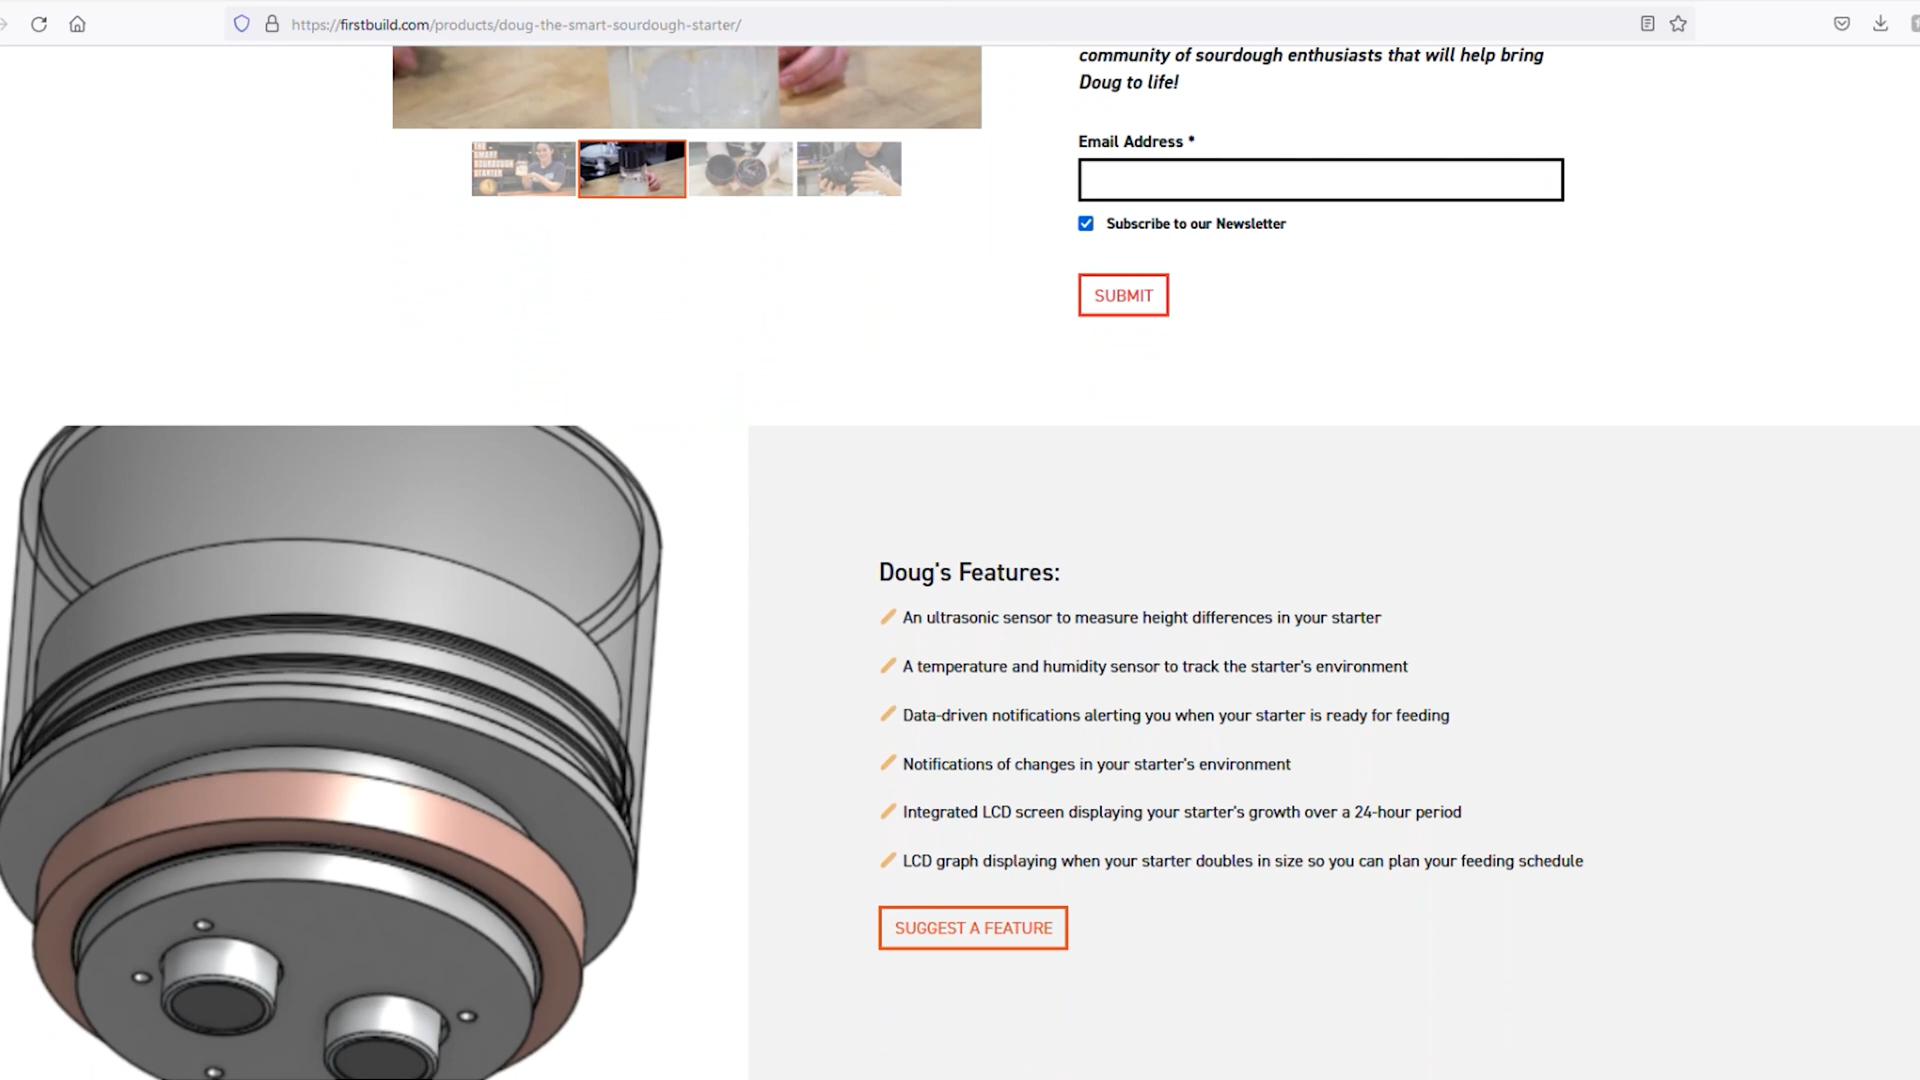 https://firstbuild.com/products/doug-the-smart-sourdough-starter/
community of sourdough enthusiasts that will help bring
Doug to life!
THE
SMART
SOURDOUGH
STARTER
Email Address *
Subscribe to our Newsletter
SUBMIT
Doug's Features:
An ultrasonic sensor to measure height differences in your starter
A temperature and humidity sensor to track the starter's environment
Data-driven notifications alerting you when your starter is ready for feeding
Notifications of changes in your starter's environment
Integrated LCD screen displaying your starter's growth over a 24-hour period
LCD graph displaying when your starter doubles in size so you can plan your feeding schedule
SUGGEST A FEATURE